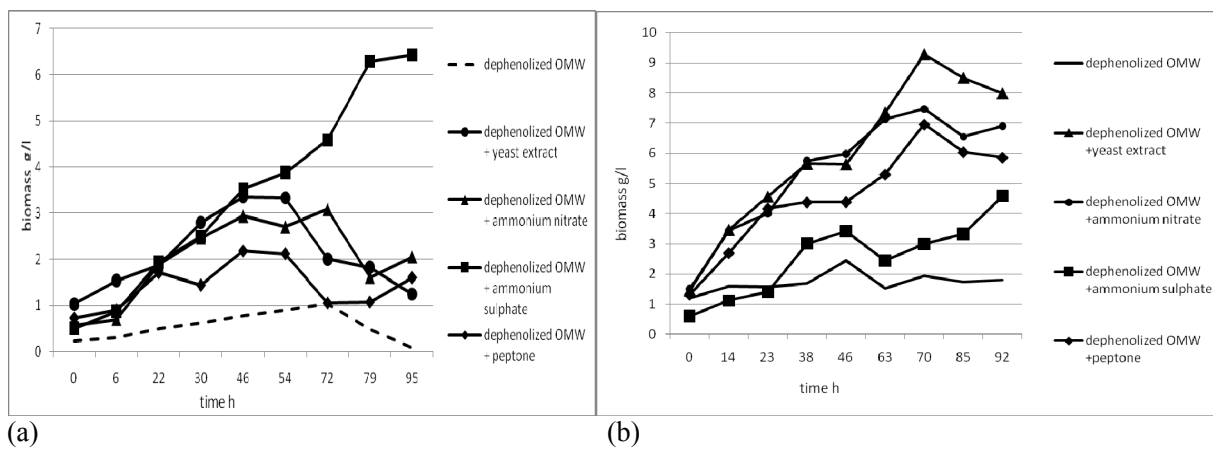 7
6
5
4
3
2
1
0
biomass g/l
0 6 22 30 46 54 72 79 95
time h
dephenolized OMW
dephenolized OMW
+ yeast extract
dephenolized OMW
+ ammonium nitrate
dephenolized OMW
+ ammonium
sulphate
dephenolized OMW
+ peptone
(a)
10
9
8
7
6
5
4
3
2
1
0
biomass g/l
0 14 23 38 46 63 70 85 92
time h
dephenolized OMW
dephenolized OMW
+yeast extract
dephenolized OMW
+ammonium nitrate
dephenolized OMW
+ammonium sulphate
dephenolized OMW
+peptone
(b)